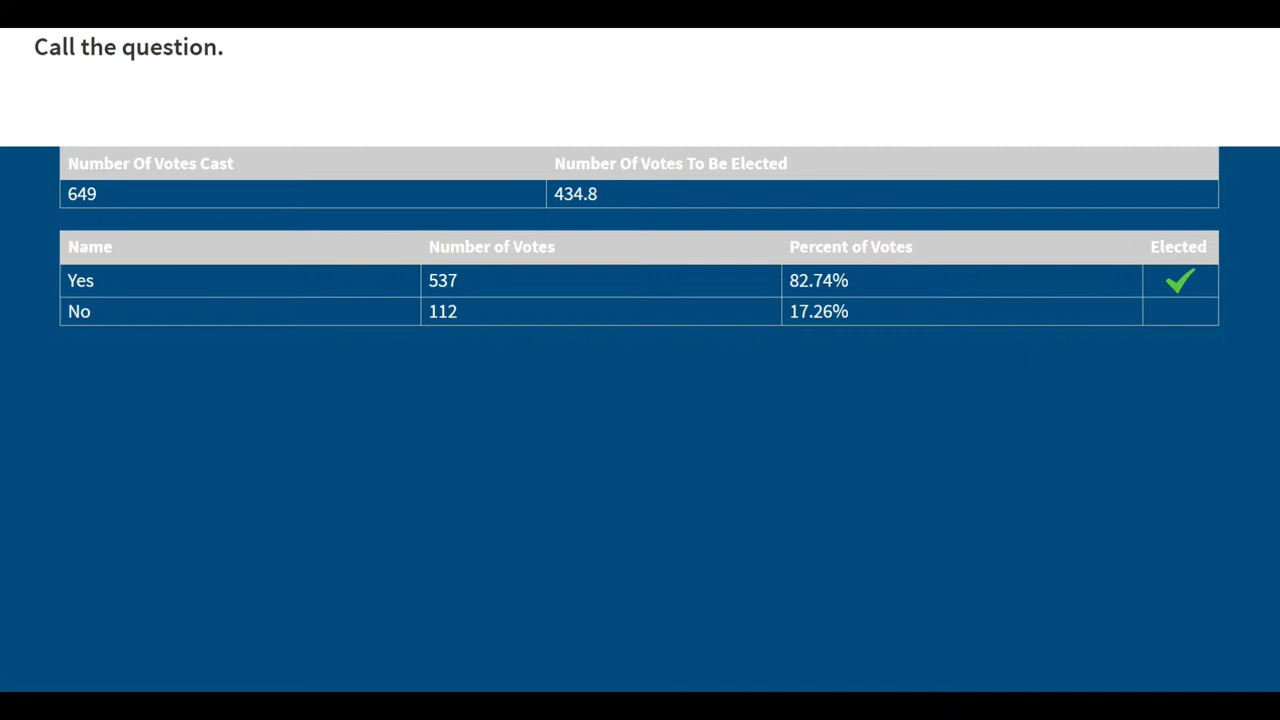 Call the question.
Number Of Votes Cast Number Of Votes To Be Elected
649 434.8
Name Number of Votes Percent of Votes Elected
Yes 537 82.74%
No 112 17.26%